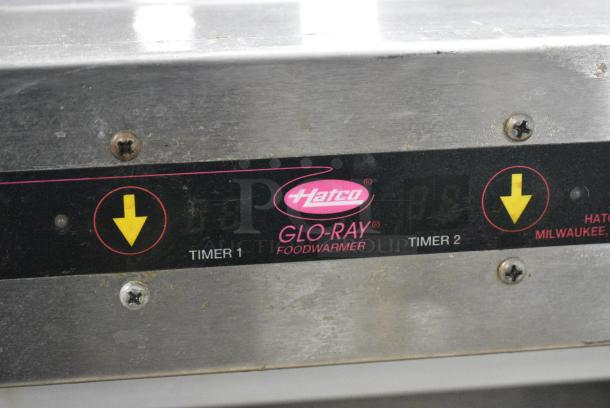 Hatco®
GLO-RAY®
FOODWARMER
TIMER 1
TIMER 2
HATC
MILWAUKEE,